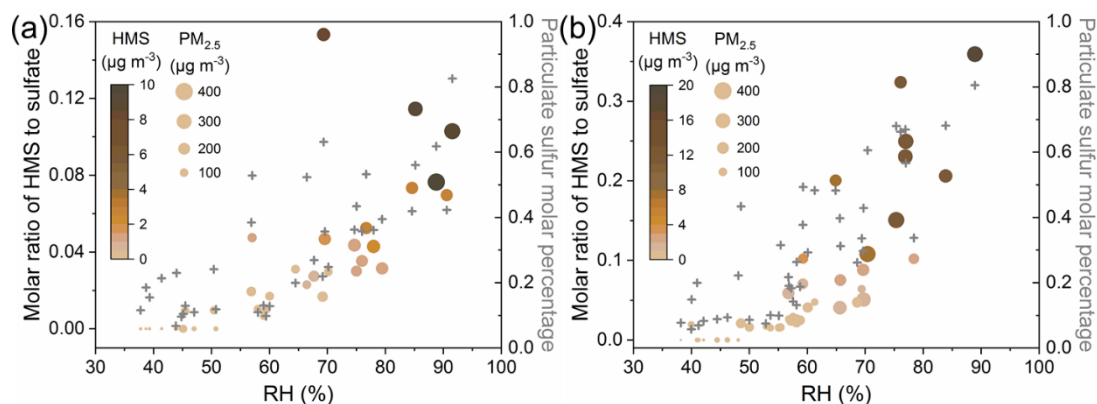 (a)
Molar ratio of HMS to sulfate
0.16
0.12
0.08
0.04
0.00
HMS
(μg m⁻³)
10
8
6
4
2
0
PM₂.₅
(μg m⁻³)
400
300
200
100
1.0
0.8
0.6
0.4
0.2
0.0
Particulate sulfur molar percentage
30 40 50 60 70 80 90 100
RH (%)
(b)
Molar ratio of HMS to sulfate
0.4
0.3
0.2
0.1
0.0
HMS
(μg m⁻³)
20
16
12
8
4
0
PM₂.₅
(μg m⁻³)
400
300
200
100
1.0
0.8
0.6
0.4
0.2
0.0
Particulate sulfur molar percentage
30 40 50 60 70 80 90 100
RH (%)